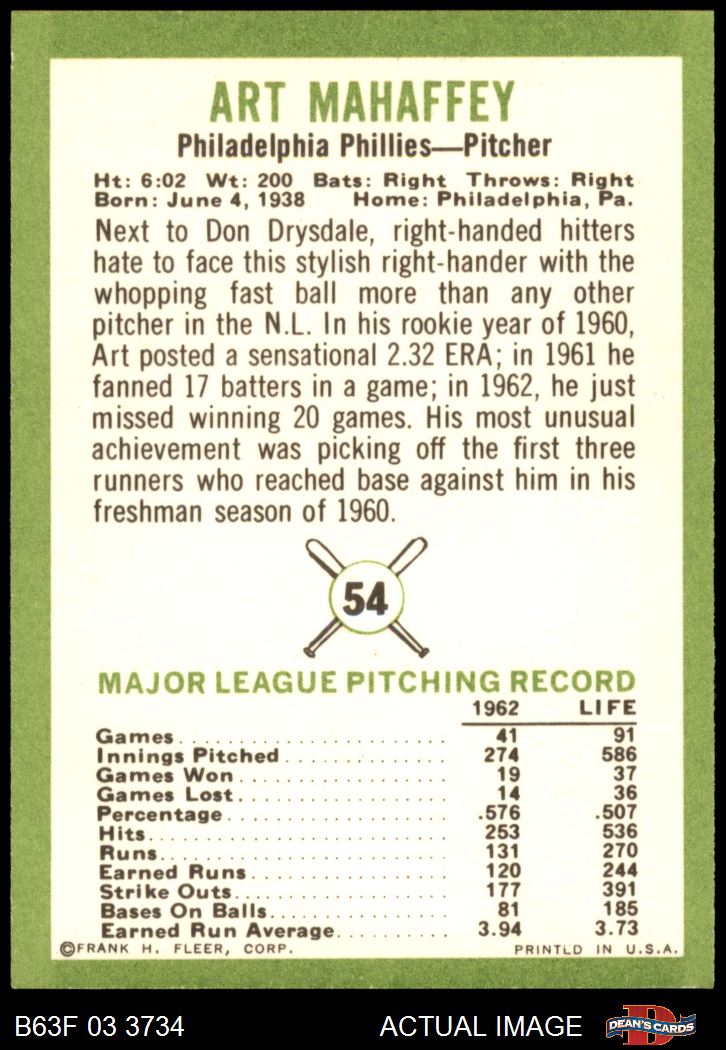 ART MAHAFFEY
Philadelphia Phillies—Pitcher
Ht: 6:02 Wt: 200 Bats: Right Throws: Right
Born: June 4, 1938 Home: Philadelphia, Pa.
Next to Don Drysdale, right-handed hitters
hate to face this stylish right-hander with the
whopping fast ball more than any other
pitcher in the N.L. In his rookie year of 1960,
Art posted a sensational 2.32 ERA; in 1961 he
fanned 17 batters in a game; in 1962, he just
missed winning 20 games. His most unusual
achievement was picking off the first three
runners who reached base against him in his
freshman season of 1960.
54
MAJOR LEAGUE PITCHING RECORD
1962 LIFE
Games 41 91
Innings Pitched 274 586
Games Won 19 37
Games Lost 14 36
Percentage .576 .507
Hits 253 536
Runs 131 270
Earned Runs 120 244
Strike Outs 177 391
Bases On Balls 81 185
Earned Run Average 3.94 3.73
©FRANK H. FLEER, CORP. PRINTED IN U.S.A.
B63F 03 3734 ACTUAL IMAGE D DEAN'S CARDS